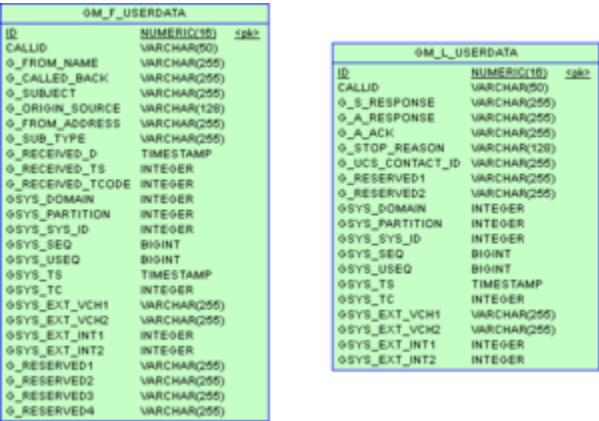 GM_F_USERDATA
ID NUMERIC(16) <pk>
CALLID VARCHAR(50)
G_FROM_NAME VARCHAR(255)
G_CALLED_BACK VARCHAR(255)
G_SUBJECT VARCHAR(255)
G_ORIGIN_SOURCE VARCHAR(128)
G_FROM_ADDRESS VARCHAR(255)
G_SUB_TYPE VARCHAR(255)
G_RECEIVED_D TIMESTAMP
G_RECEIVED_TS INTEGER
G_RECEIVED_TCODE INTEGER
GSYS_DOMAIN INTEGER
GSYS_PARTITION INTEGER
GSYS_SYS_ID INTEGER
GSYS_SEQ BIGINT
GSYS_USEQ BIGINT
GSYS_TS TIMESTAMP
GSYS_TC INTEGER
GSYS_EXT_VCH1 VARCHAR(255)
GSYS_EXT_VCH2 VARCHAR(255)
GSYS_EXT_INT1 INTEGER
GSYS_EXT_INT2 INTEGER
G_RESERVED1 VARCHAR(255)
G_RESERVED2 VARCHAR(255)
G_RESERVED3 VARCHAR(255)
G_RESERVED4 VARCHAR(255)
GM_L_USERDATA
ID NUMERIC(16) <pk>
CALLID VARCHAR(50)
G_S_RESPONSE VARCHAR(255)
G_A_RESPONSE VARCHAR(255)
G_A_ACK VARCHAR(255)
G_STOP_REASON VARCHAR(128)
G_UCS_CONTACT_ID VARCHAR(255)
G_RESERVED1 VARCHAR(255)
G_RESERVED2 VARCHAR(255)
GSYS_DOMAIN INTEGER
GSYS_PARTITION INTEGER
GSYS_SYS_ID INTEGER
GSYS_SEQ BIGINT
GSYS_USEQ BIGINT
GSYS_TS TIMESTAMP
GSYS_TC INTEGER
GSYS_EXT_VCH1 VARCHAR(255)
GSYS_EXT_VCH2 VARCHAR(255)
GSYS_EXT_INT1 INTEGER
GSYS_EXT_INT2 INTEGER